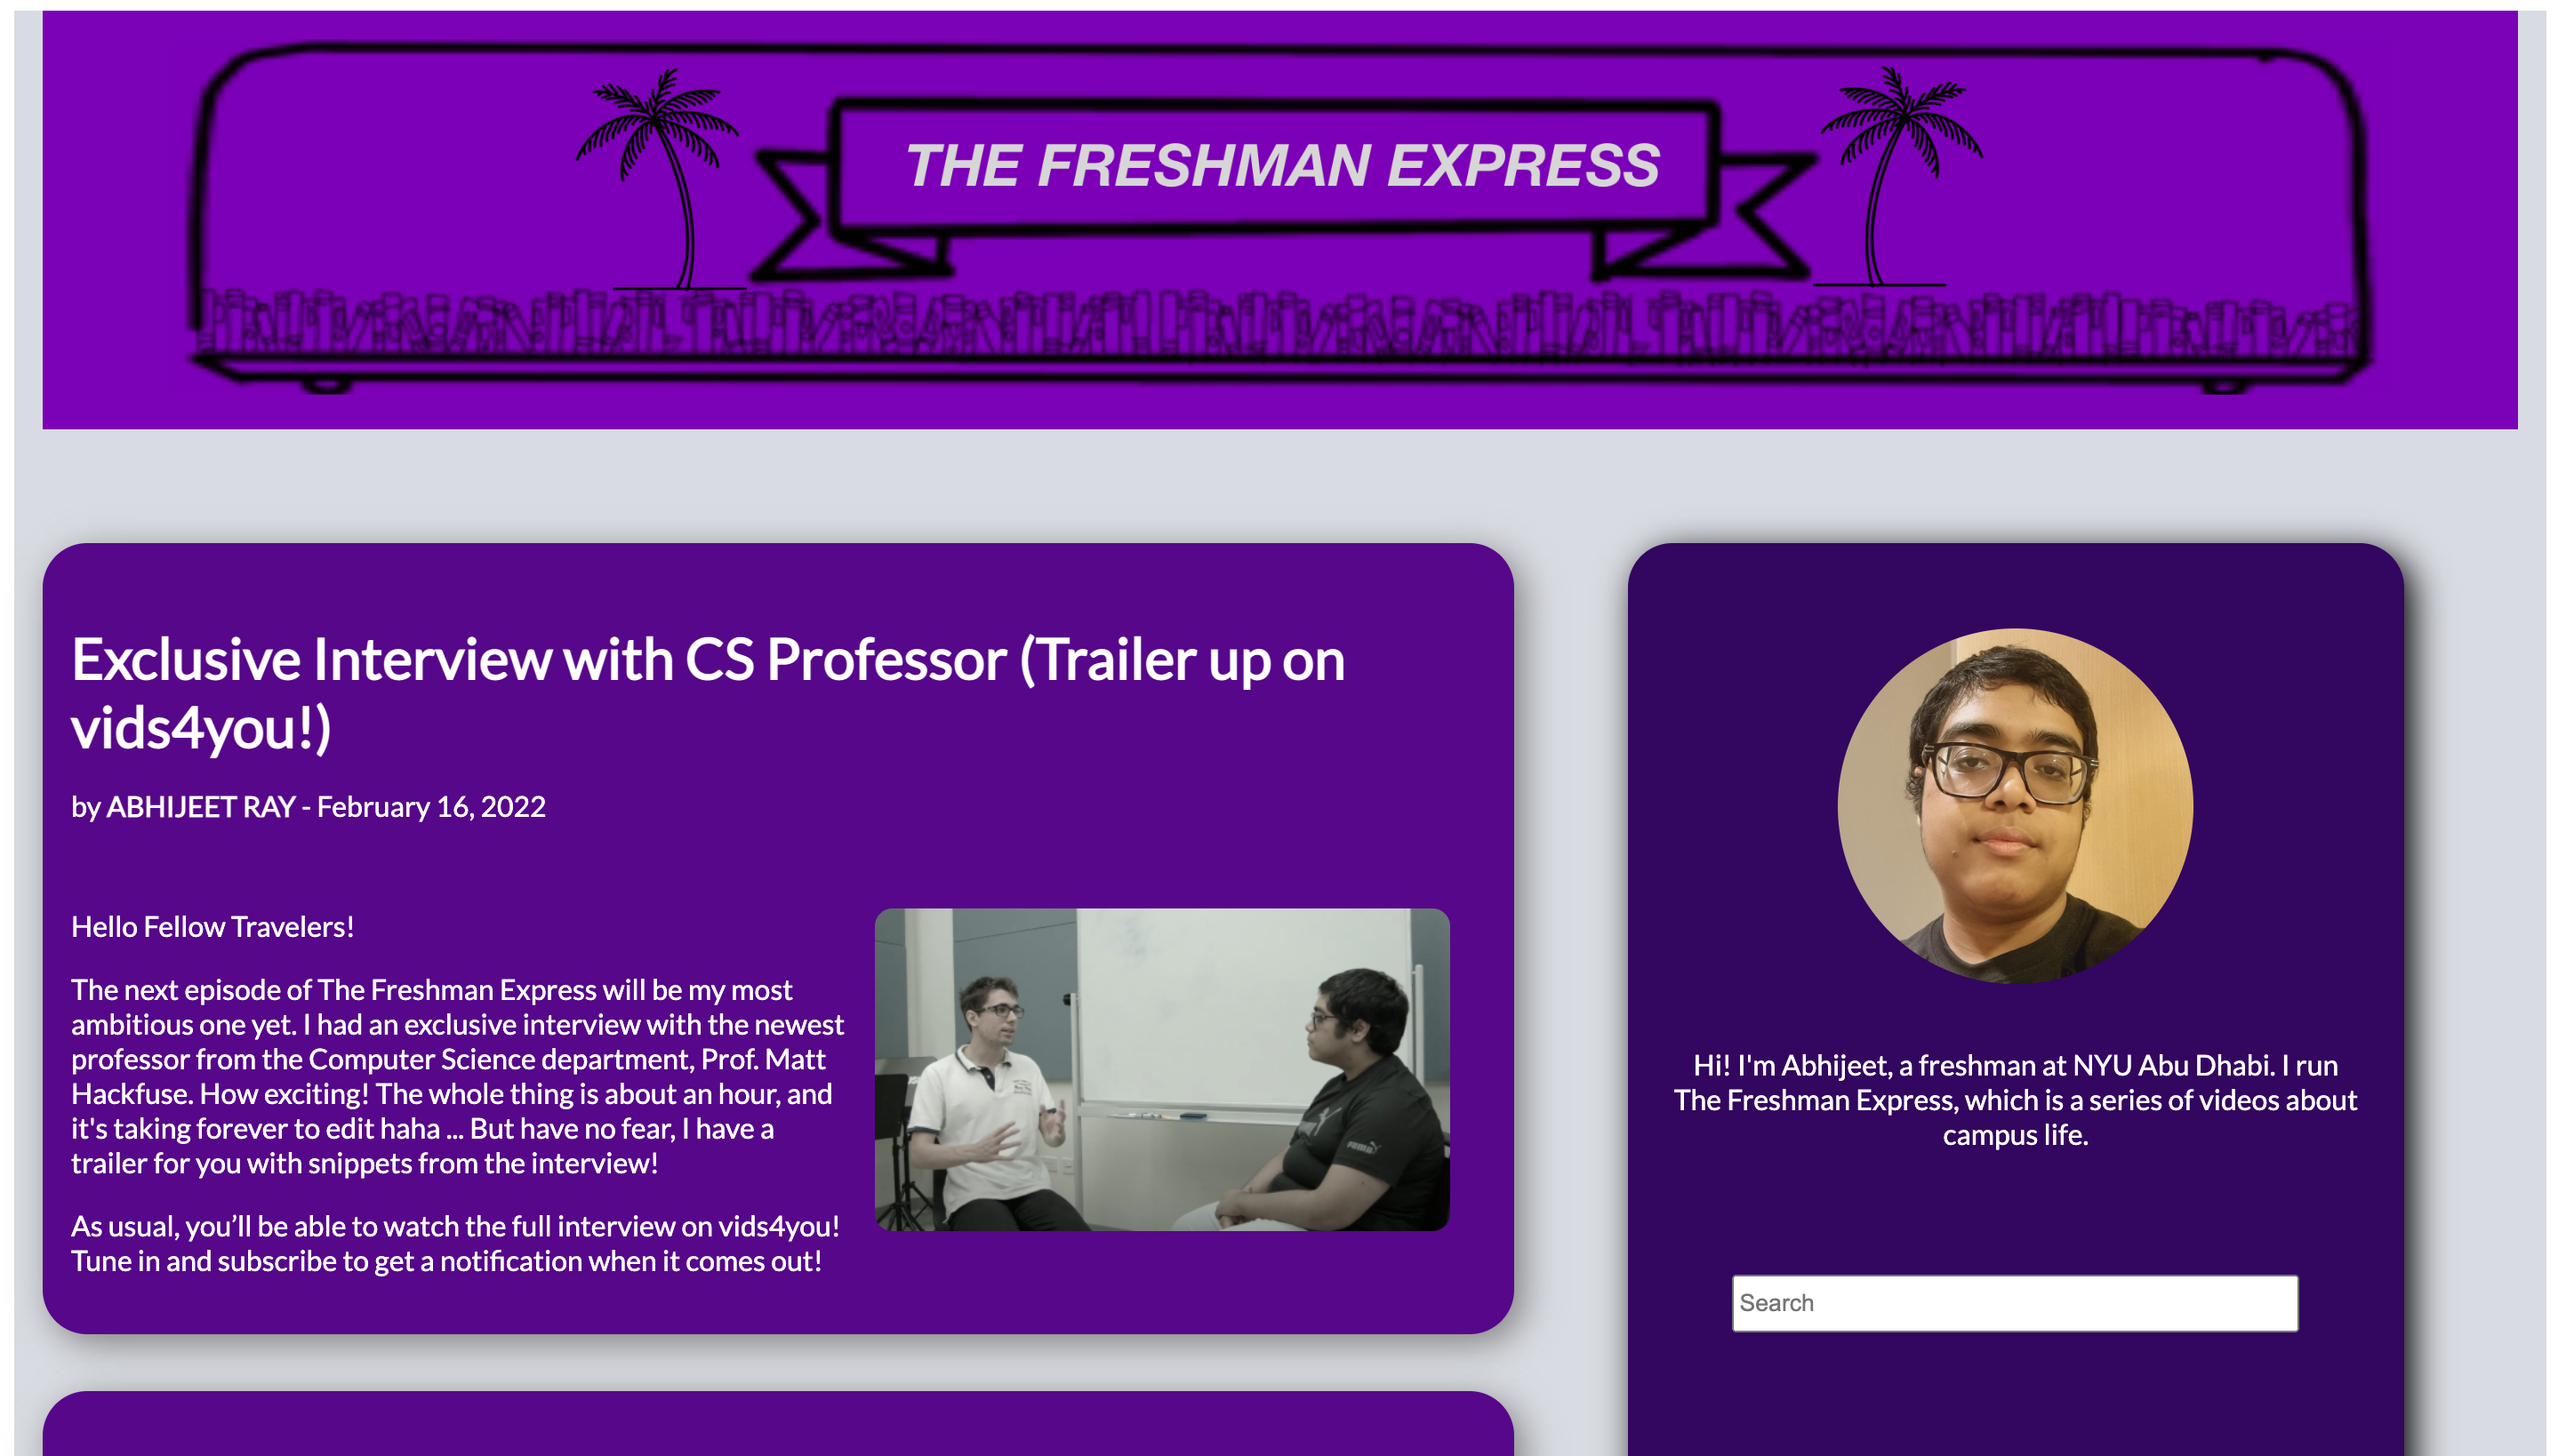 THE FRESHMAN EXPRESS
Exclusive Interview with CS Professor (Trailer up on
vids4you!)
by ABHIJEET RAY - February 16, 2022
Hello Fellow Travelers!
The next episode of The Freshman Express will be my most
ambitious one yet. I had an exclusive interview with the newest
professor from the Computer Science department, Prof. Matt
Hackfuse. How exciting! The whole thing is about an hour, and
it's taking forever to edit haha ... But have no fear, I have a
trailer for you with snippets from the interview!
As usual, you’ll be able to watch the full interview on vids4you!
Tune in and subscribe to get a notification when it comes out!
PUMA
Hi! I'm Abhijeet, a freshman at NYU Abu Dhabi. I run
The Freshman Express, which is a series of videos about
campus life.
Search